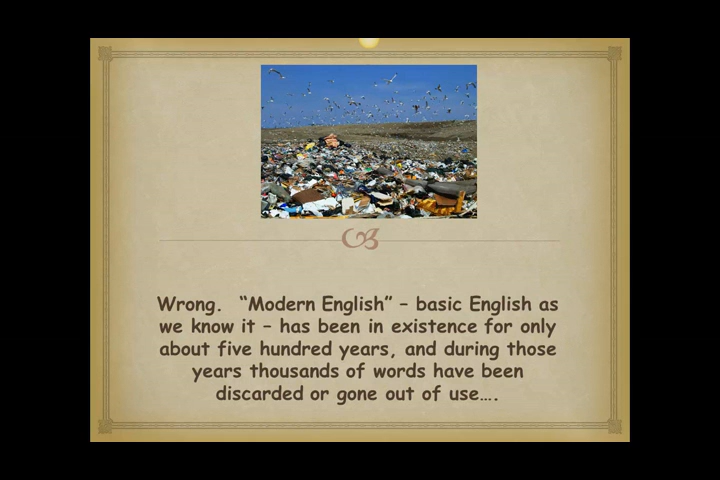 Wrong.  “Modern English” – basic English as
we know it – has been in existence for only
about five hundred years, and during those
years thousands of words have been
discarded or gone out of use….